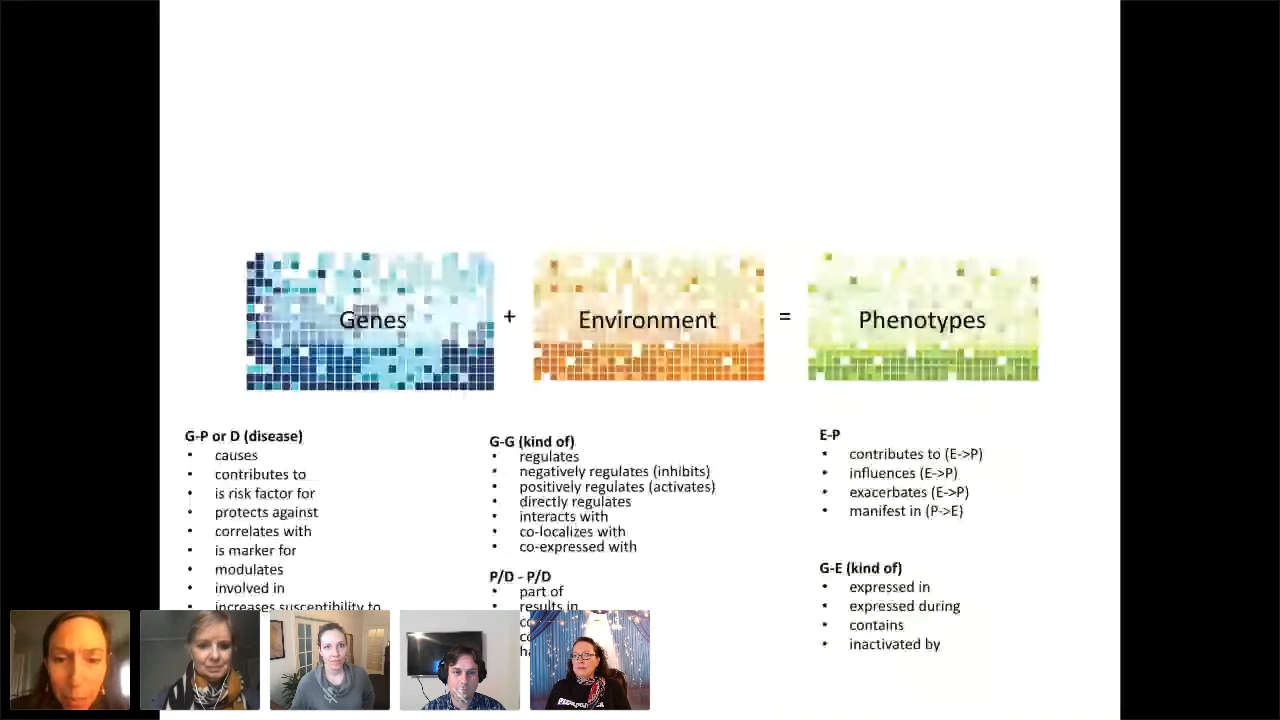 Genes + Environment = Phenotypes
G-P or D (disease)
• causes
• contributes to
• is risk factor for
• protects against
• correlates with
• is marker for
• modulates
• involved in
• increases susceptibility to
G-G (kind of)
• regulates
• negatively regulates (inhibits)
• positively regulates (activates)
• directly regulates
• interacts with
• co-localizes with
• co-expressed with
P/D - P/D
• part of
• results in
E-P
• contributes to (E->P)
• influences (E->P)
• exacerbates (E->P)
• manifest in (P->E)
G-E (kind of)
• expressed in
• expressed during
• contains
• inactivated by